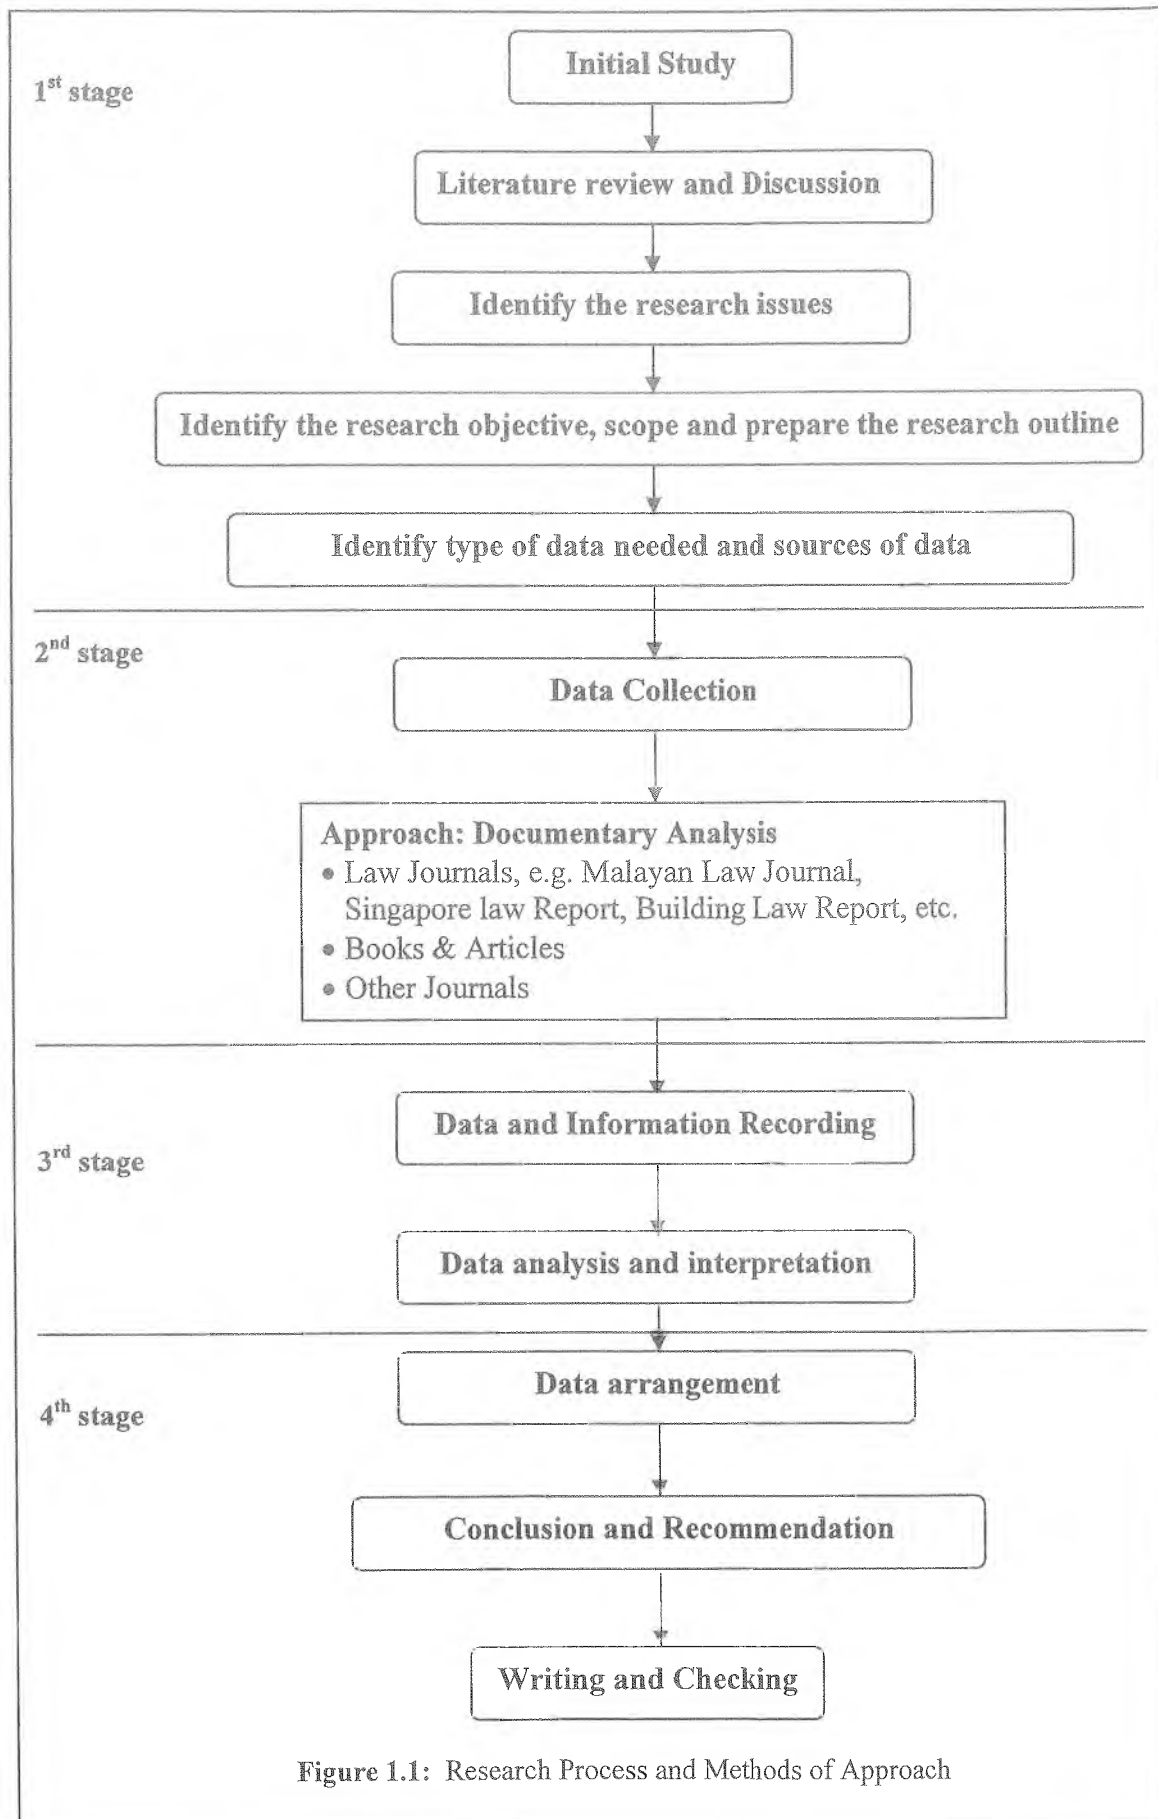 Initial Study
1st stage
Literature review and Discussion
Identify the research issues
Identify the research objective, scope and prepare the research outline
Identify type of data needed and sources of data
2nd stage
Data Collection
Approach: Documentary Analysis
• Law Journals, e.g. Malayan Law Journal,
Singapore law Report, Building Law Report, etc.
• Books & Articles
• Other Journals
Data and Information Recording
3rd stage
Data analysis and interpretation
Data arrangement
4th stage
Conclusion and Recommendation
Writing and Checking
Figure 1.1: Research Process and Methods of Approach